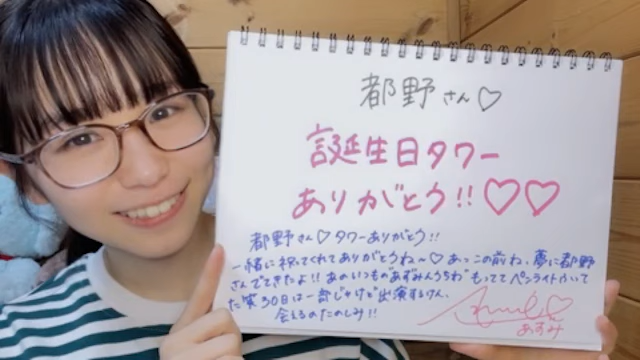 都野さん♡
誕生日タワー
ありがとう!!♡♡
都野さん♡タワーありがとう!!
一緒に祝ってくれてありがとうね〜♡あっこの前ね、夢に都野
さんでてきたよ!!あのいつものあずみんうちわもっててペンライトふいて
た笑30日は一部じゃけど出演するけん、
会えるのたのしみ!!
あずみ